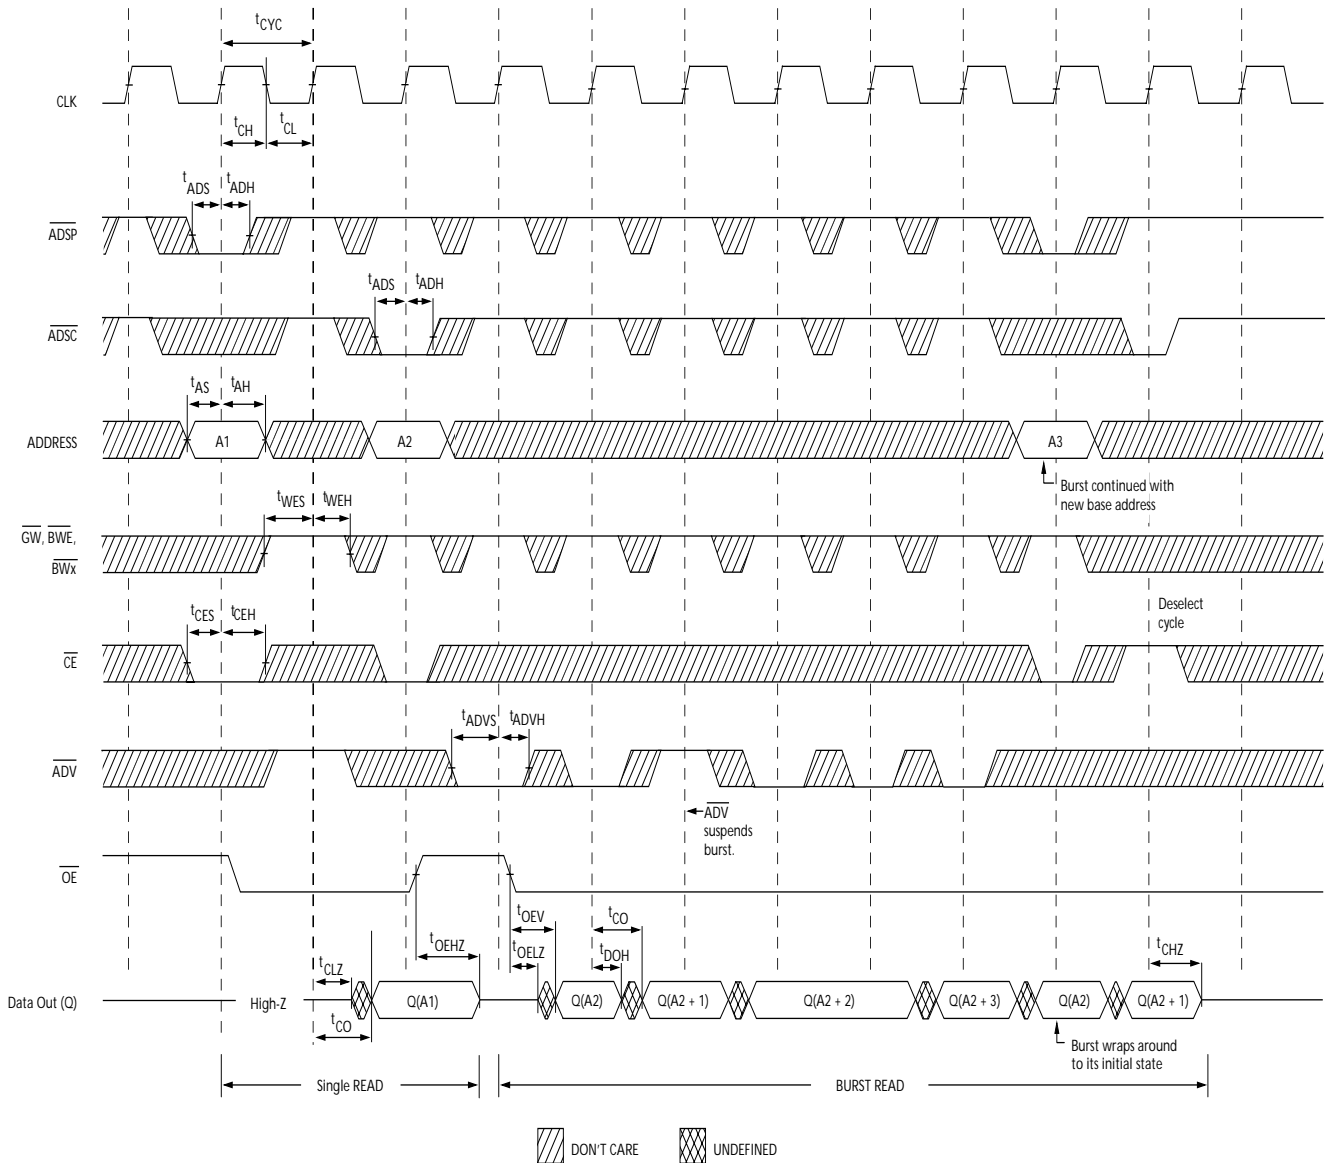 tCYC
CLK
tCH
tCL
tADS
tADH
ADSP
tADS
tADH
ADSC
tAS
tAH
ADDRESS
A1
A2
A3
Burst continued with
new base address
tWES
tWEH
GW, BWE,
BWx
Deselect
cycle
tCES
tCEH
CE
tADVS
tADVH
ADV
ADV
suspends
burst.
OE
tOEHZ
tOEV
tOELZ
tCO
tDOH
tCHZ
tCLZ
Data Out (Q)
High-Z
Q(A1)
Q(A2)
Q(A2 + 1)
Q(A2 + 2)
Q(A2 + 3)
Q(A2)
Q(A2 + 1)
tCO
Burst wraps around
to its initial state
Single READ
BURST READ
DON'T CARE
UNDEFINED